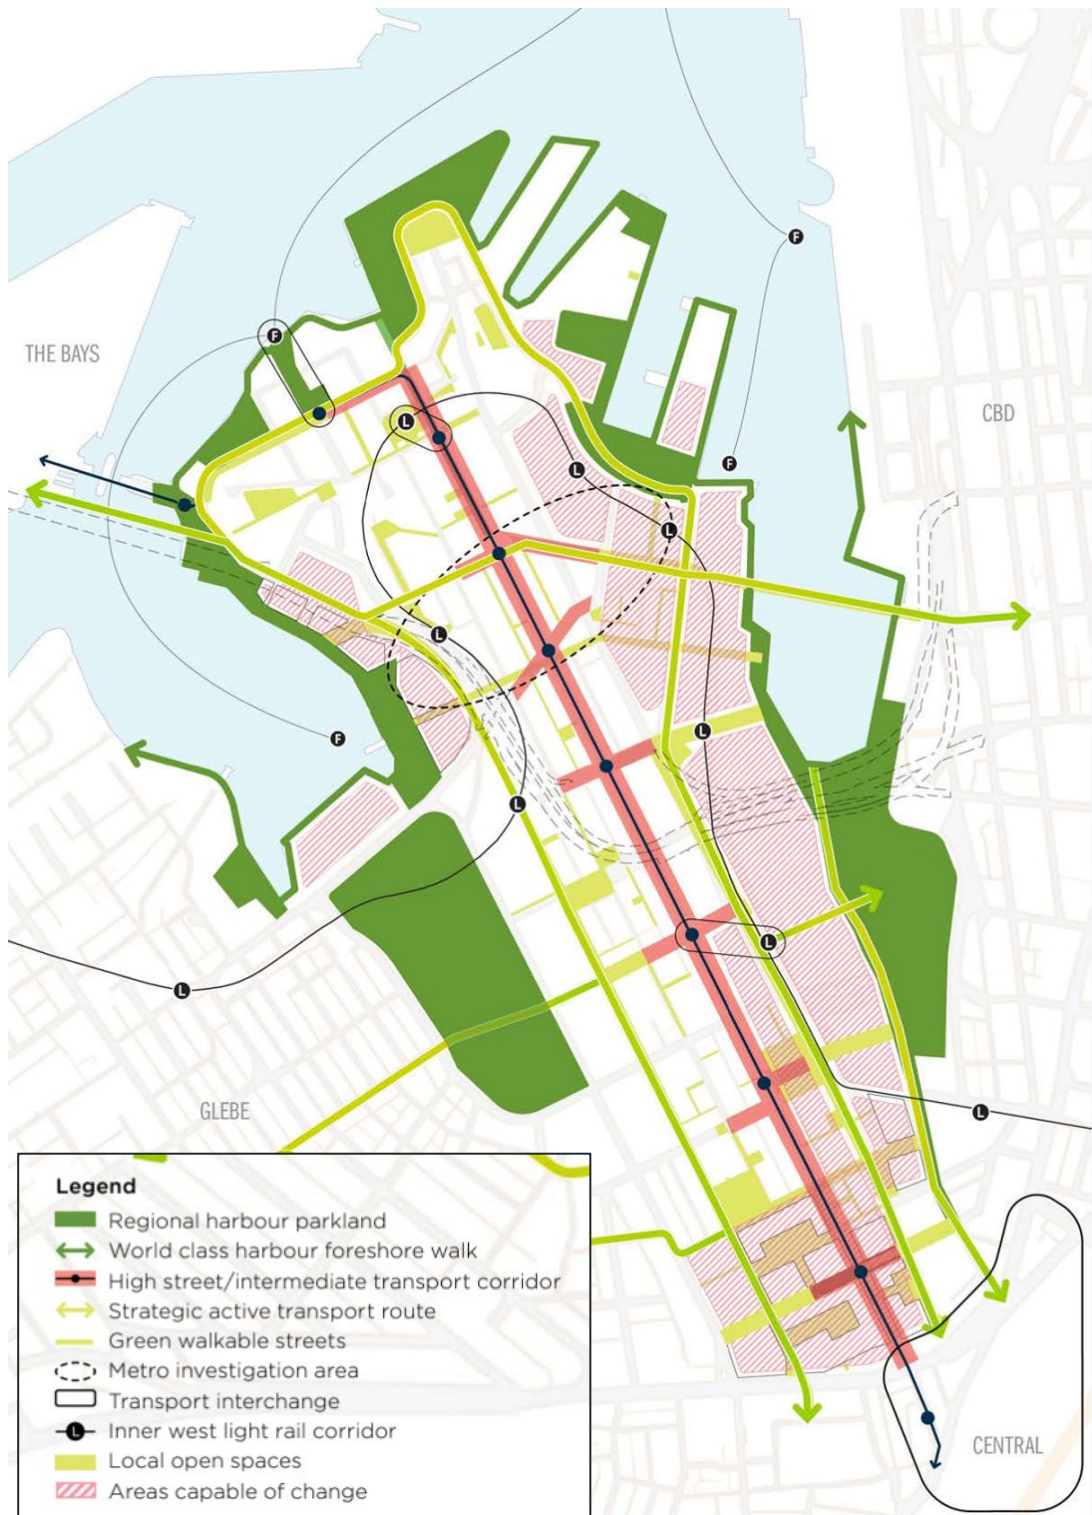 F
F
THE BAYS
F
CBD
L
L
F
L
L
L
F
L
L
L
GLEBE
L
Legend
Regional harbour parkland
World class harbour foreshore walk
High street/intermediate transport corridor
Strategic active transport route
Green walkable streets
Metro investigation area
Transport interchange
L Inner west light rail corridor
Local open spaces
Areas capable of change
CENTRAL